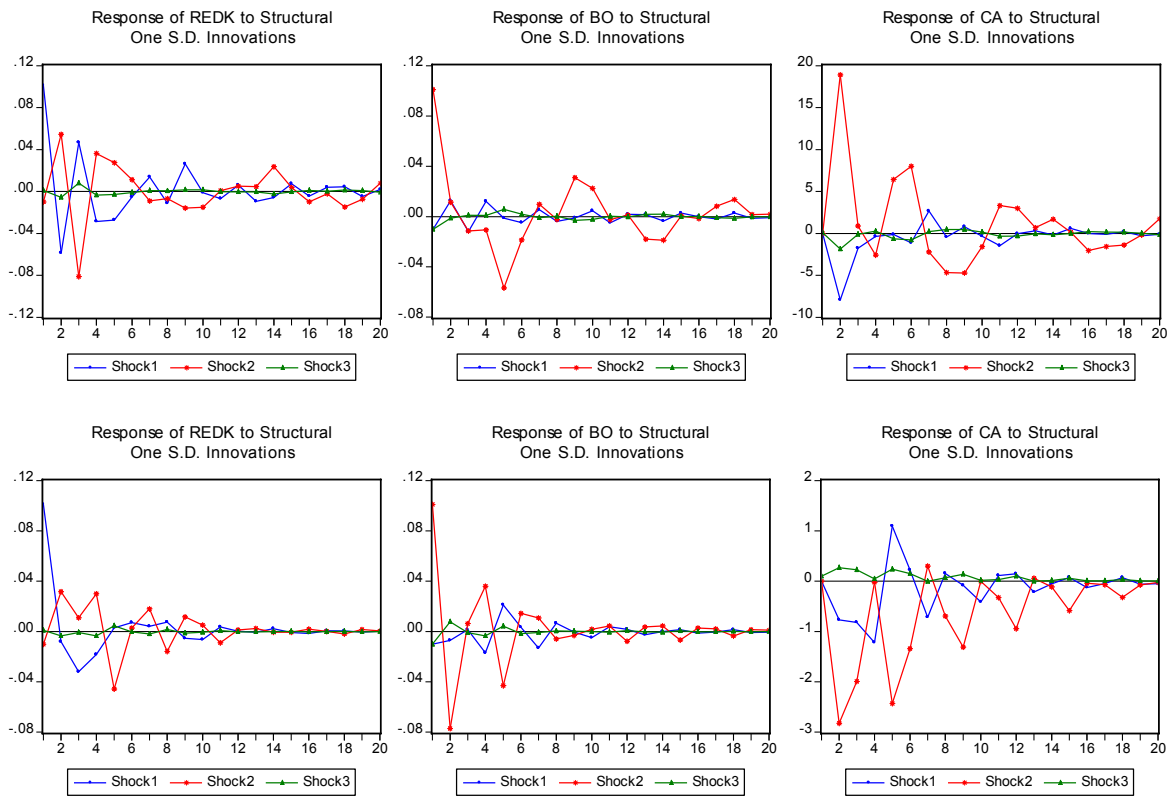 Response of REDK to Structural
One S.D. Innovations
.12
.08
.04
.00
-.04
-.08
-.12
2 4 6 8 10 12 14 16 18 20
Shock1 Shock2 Shock3
Response of BO to Structural
One S.D. Innovations
.12
.08
.04
.00
-.04
-.08
2 4 6 8 10 12 14 16 18 20
Shock1 Shock2 Shock3
Response of CA to Structural
One S.D. Innovations
20
15
10
5
0
-5
-10
2 4 6 8 10 12 14 16 18 20
Shock1 Shock2 Shock3
Response of REDK to Structural
One S.D. Innovations
.12
.08
.04
.00
-.04
-.08
2 4 6 8 10 12 14 16 18 20
Shock1 Shock2 Shock3
Response of BO to Structural
One S.D. Innovations
.12
.08
.04
.00
-.04
-.08
2 4 6 8 10 12 14 16 18 20
Shock1 Shock2 Shock3
Response of CA to Structural
One S.D. Innovations
2
1
0
-1
-2
-3
2 4 6 8 10 12 14 16 18 20
Shock1 Shock2 Shock3